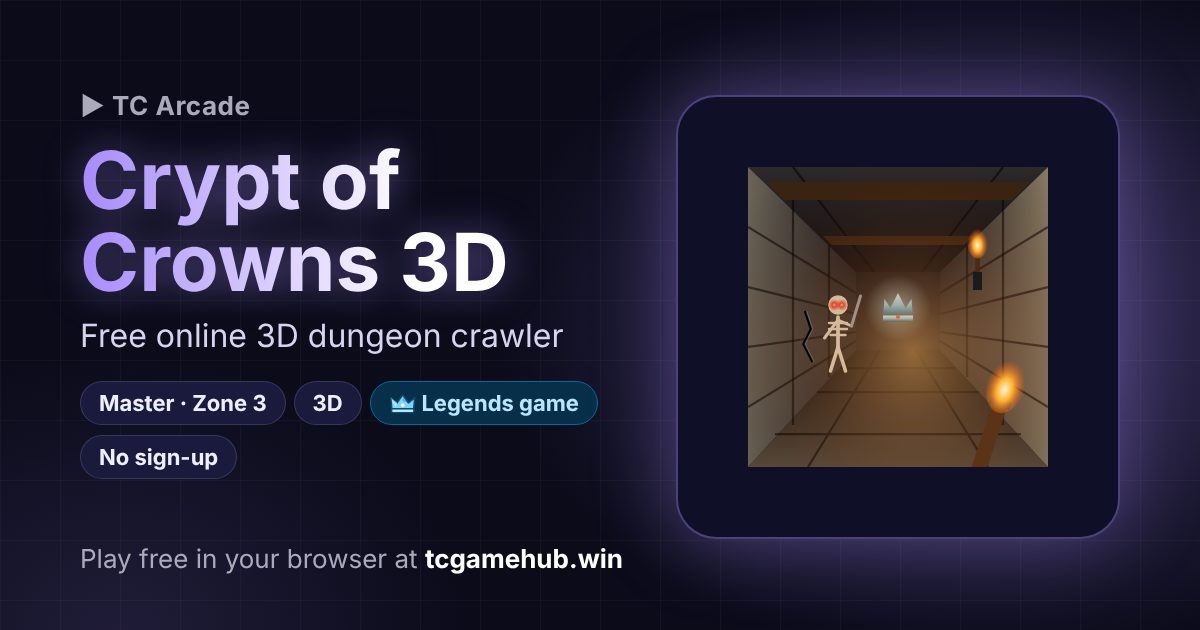 ▶ TC Arcade
Crypt of
Crowns 3D
Free online 3D dungeon crawler
Master · Zone 3
3D
Legends game
No sign-up
Play free in your browser at tcgamehub.win